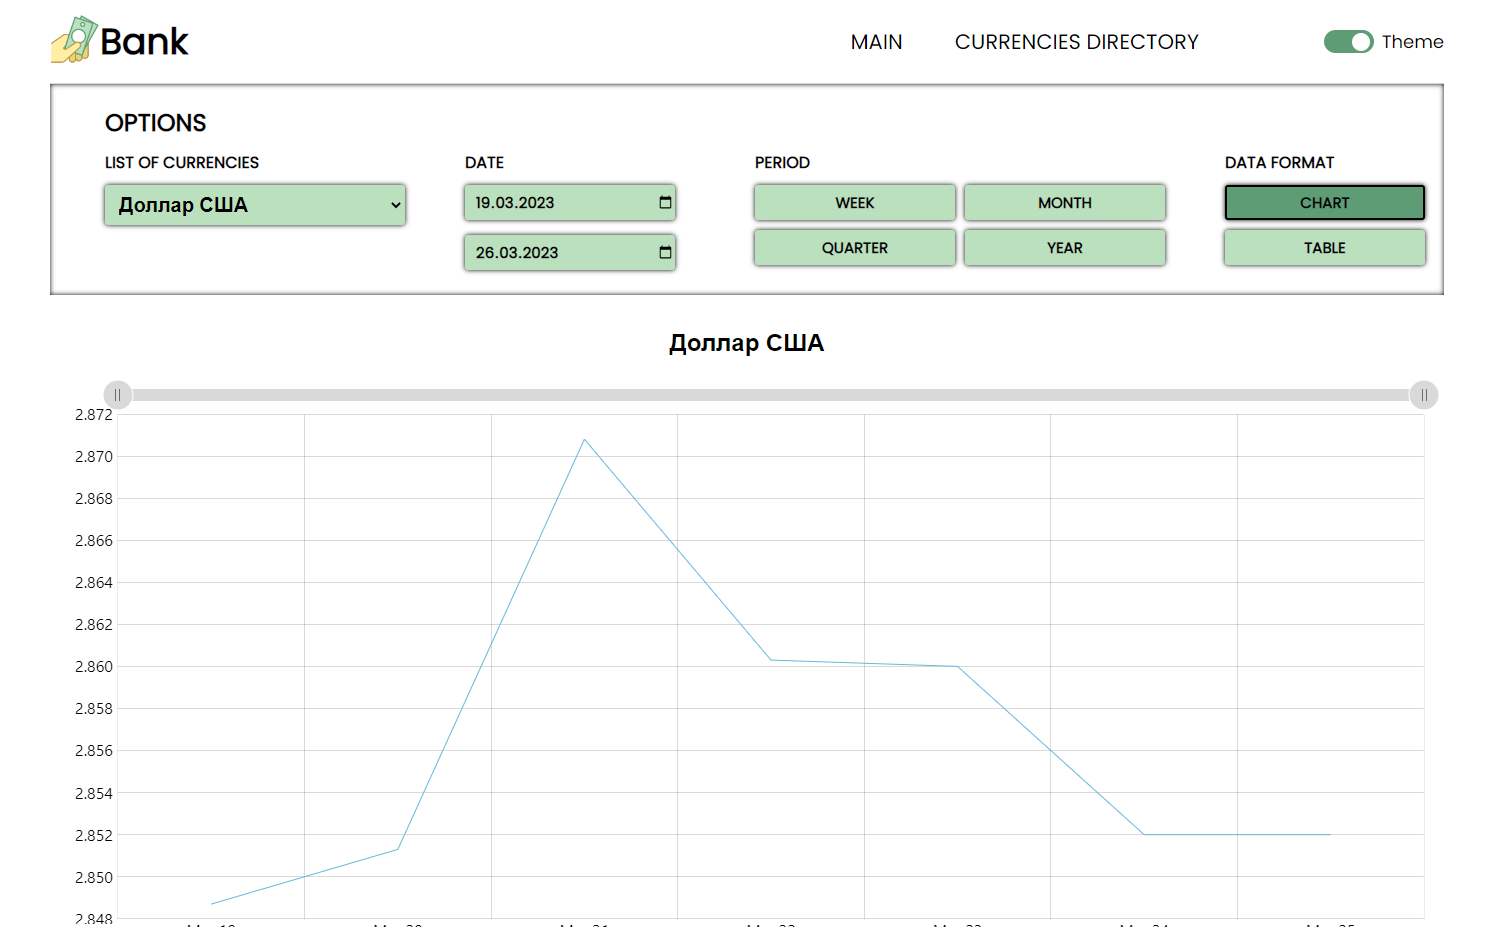 Bank
MAIN
CURRENCIES DIRECTORY
Theme
OPTIONS
LIST OF CURRENCIES
DATE
PERIOD
DATA FORMAT
Доллар США
19.03.2023
WEEK
MONTH
CHART
26.03.2023
QUARTER
YEAR
TABLE
Доллар США
2.872
2.870
2.868
2.866
2.864
2.862
2.860
2.858
2.856
2.854
2.852
2.850
2.848